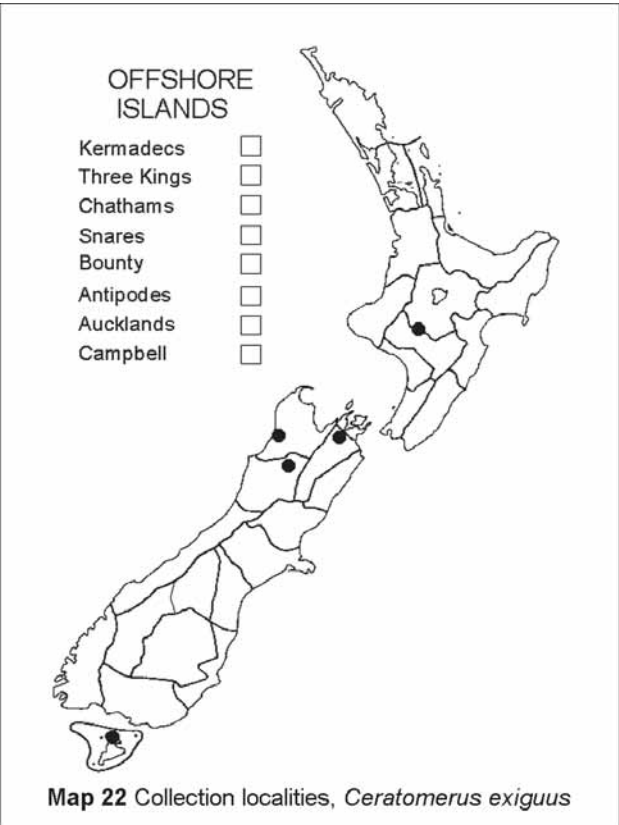 OFFSHORE
ISLANDS
Kermadecs
Three Kings
Chathams
Snares
Bounty
Antipodes
Aucklands
Campbell
Map 22 Collection localities, Ceratomerus exiguus